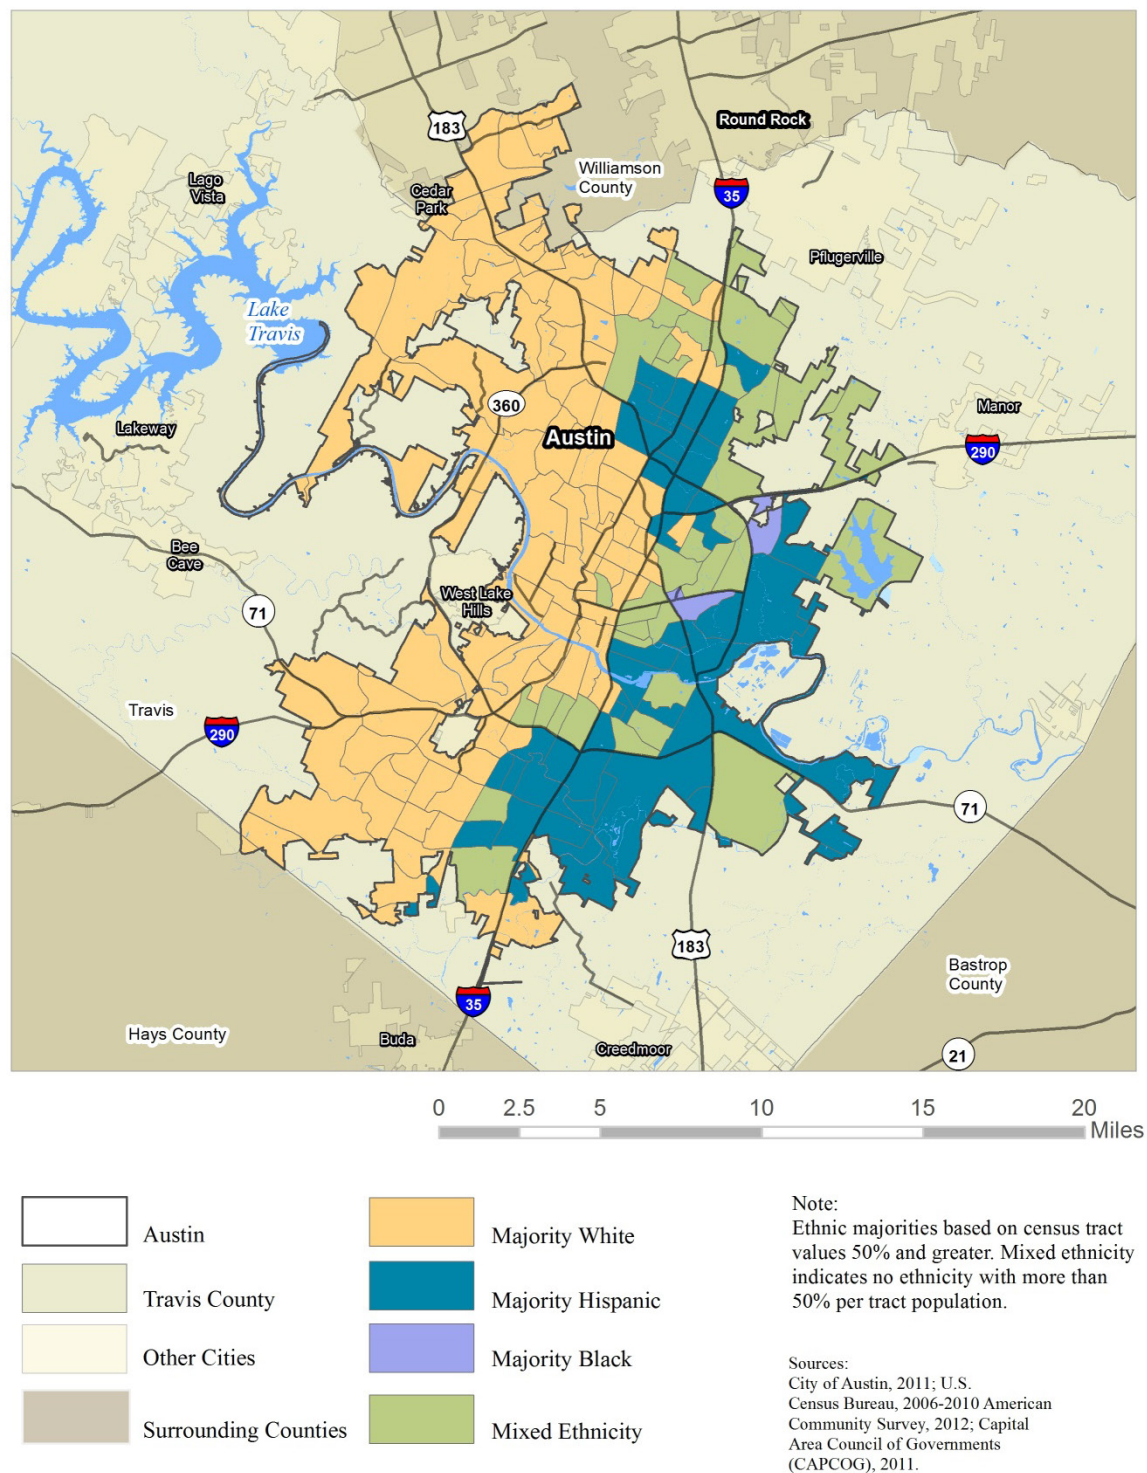 183
Round Rock
Williamson
County
Lago
Vista
Cedar
Park
35
Pflugerville
Lake
Travis
360
Manor
Lakeway
Austin
290
Bee
Cave
West Lake
Hills
71
Travis
290
71
183
Bastrop
County
35
Hays County
Buda
Creedmoor
21
0 2.5 5 10 15 20
Miles
Austin
Travis County
Other Cities
Surrounding Counties
Majority White
Majority Hispanic
Majority Black
Mixed Ethnicity
Note:
Ethnic majorities based on census tract
values 50% and greater. Mixed ethnicity
indicates no ethnicity with more than
50% per tract population.
Sources:
City of Austin, 2011; U.S.
Census Bureau, 2006-2010 American
Community Survey, 2012; Capital
Area Council of Governments
(CAPCOG), 2011.